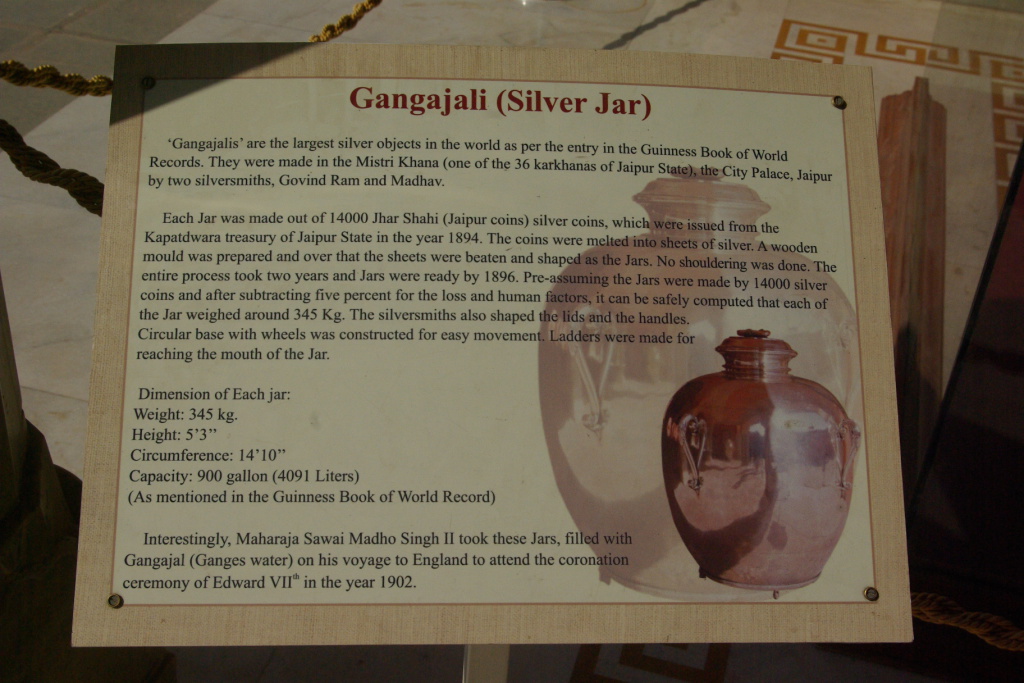 Gangajali (Silver Jar)
‘Gangajalis’ are the largest silver objects in the world as per the entry in the Guinness Book of World
Records. They were made in the Mistri Khana (one of the 36 karkhanas of Jaipur State), the City Palace, Jaipur
by two silversmiths, Govind Ram and Madhav.
Each Jar was made out of 14000 Jhar Shahi (Jaipur coins) silver coins, which were issued from the
Kapatdwara treasury of Jaipur State in the year 1894. The coins were melted into sheets of silver. A wooden
mould was prepared and over that the sheets were beaten and shaped as the Jars. No shouldering was done. The
entire process took two years and Jars were ready by 1896. Pre-assuming the Jars were made by 14000 silver
coins and after subtracting five percent for the loss and human factors, it can be safely computed that each of
the Jar weighed around 345 Kg. The silversmiths also shaped the lids and the handles.
Circular base with wheels was constructed for easy movement. Ladders were made for
reaching the mouth of the Jar.
Dimension of Each jar:
Weight: 345 kg.
Height: 5’3’’
Circumference: 14’10’’
Capacity: 900 gallon (4091 Liters)
(As mentioned in the Guinness Book of World Record)
Interestingly, Maharaja Sawai Madho Singh II took these Jars, filled with
Gangajal (Ganges water) on his voyage to England to attend the coronation
ceremony of Edward VIIth in the year 1902.